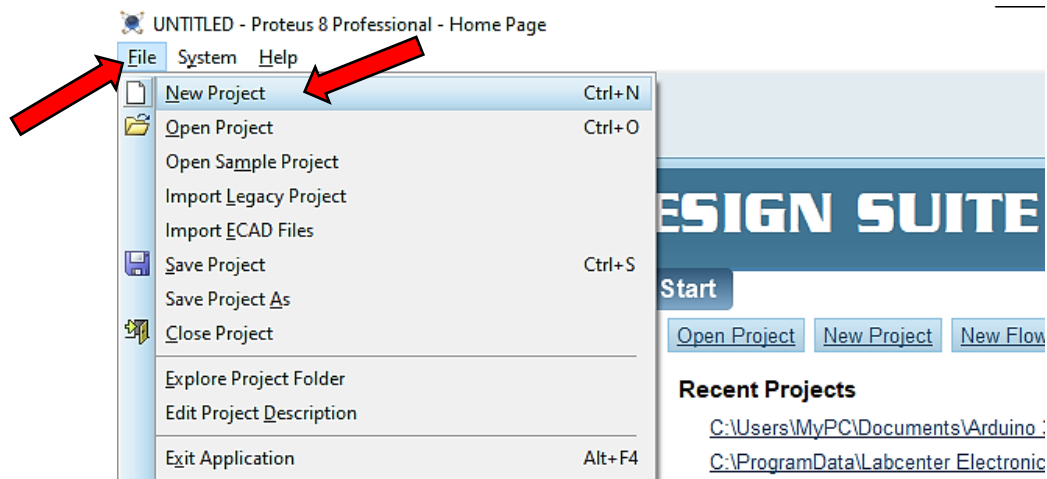 UNTITLED - Proteus 8 Professional - Home Page
File System Help
New Project Ctrl+N
Open Project Ctrl+O
Open Sample Project
Import Legacy Project
Import ECAD Files
Save Project Ctrl+S
Save Project As
Close Project
Explore Project Folder
Edit Project Description
Exit Application Alt+F4
ESIGN SUITE
Start
Open Project New Project New Flow
Recent Projects
C:\Users\MyPC\Documents\Arduino
C:\ProgramData\Labcenter Electronic